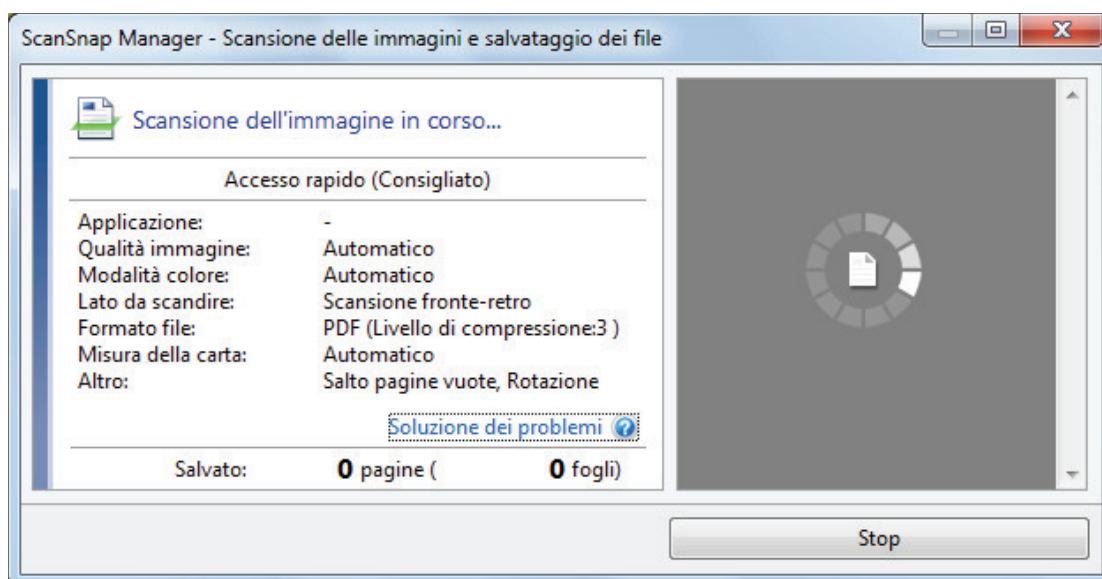 ScanSnap Manager - Scansione delle immagini e salvataggio dei file
Scansione dell'immagine in corso...
Accesso rapido (Consigliato)
Applicazione: -
Qualità immagine: Automatico
Modalità colore: Automatico
Lato da scandire: Scansione fronte-retro
Formato file: PDF (Livello di compressione:3 )
Misura della carta: Automatico
Altro: Salto pagine vuote, Rotazione
Soluzione dei problemi ?
Salvato: 0 pagine ( 0 fogli)
Stop